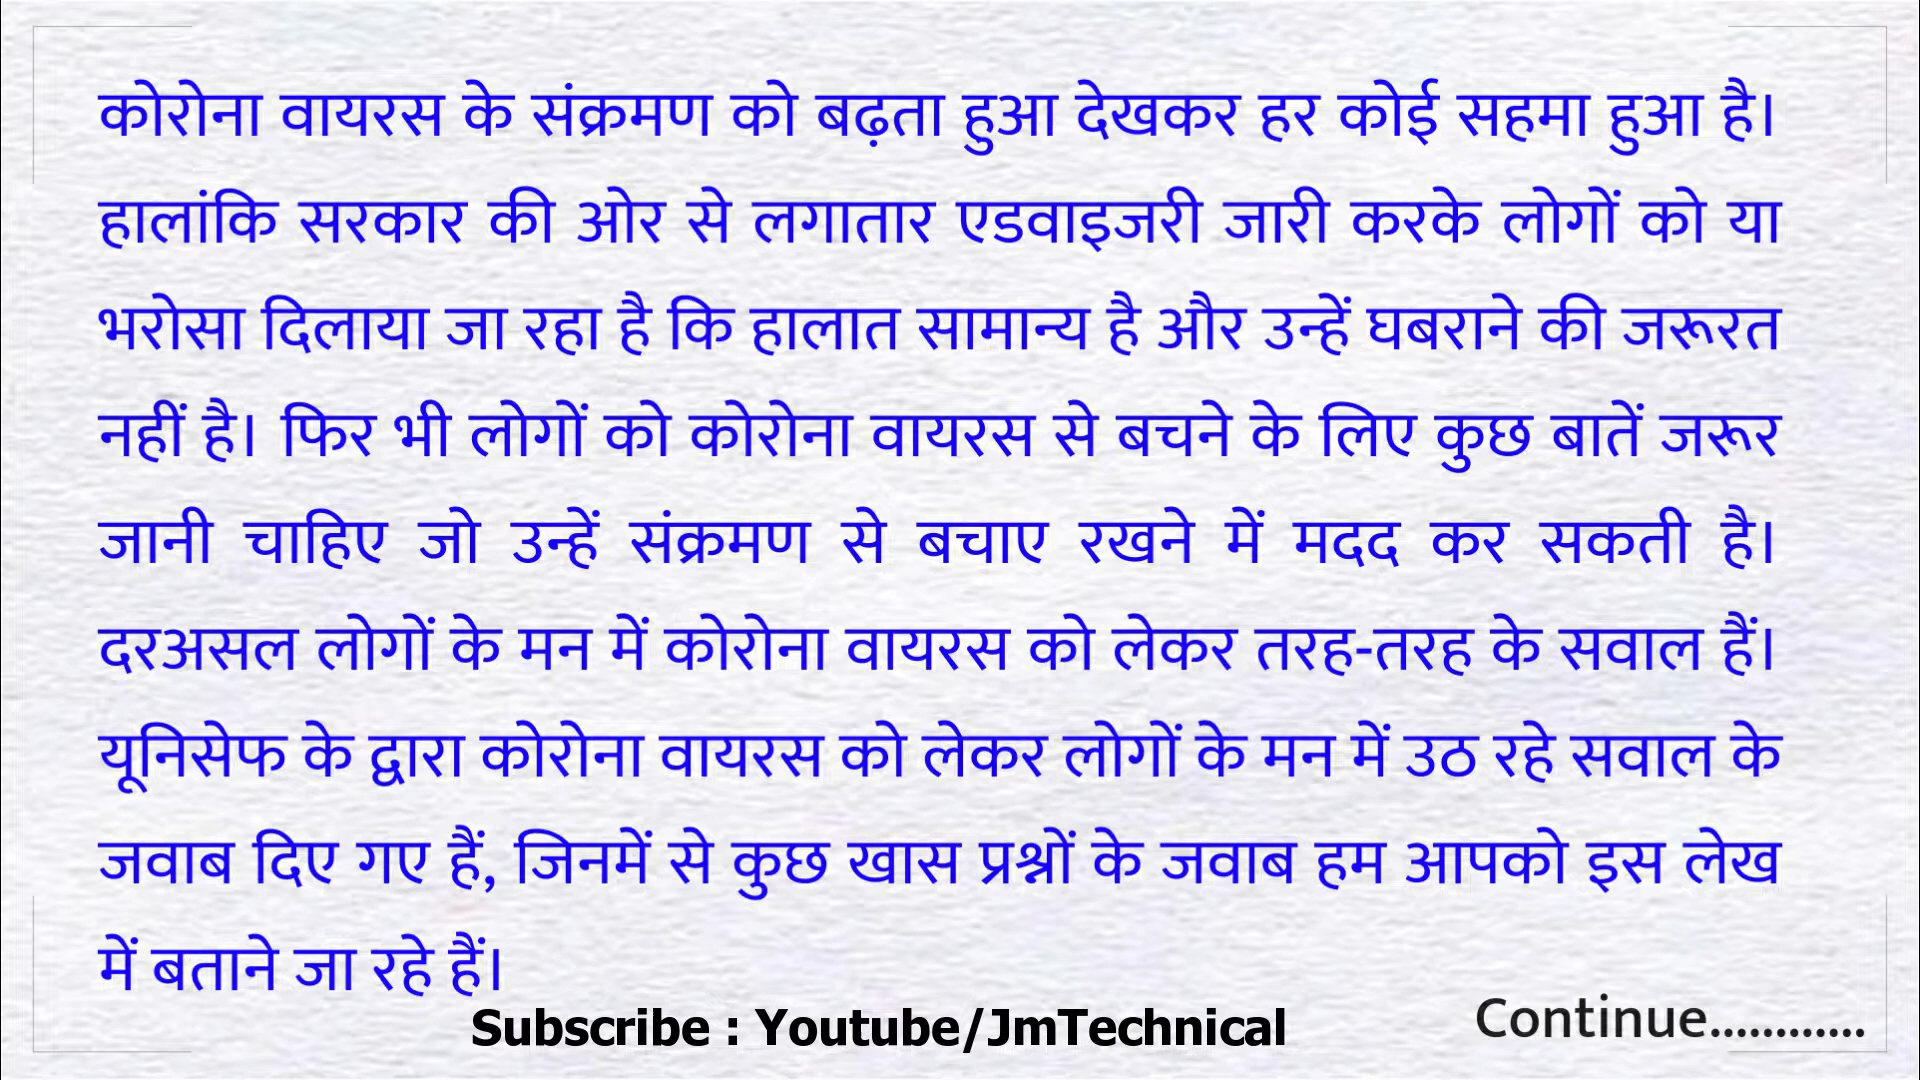 कोरोना वायरस के संक्रमण को बढ़ता हुआ देखकर हर कोई सहमा हुआ है।
हालांकि सरकार की ओर से लगातार एडवाइजरी जारी करके लोगों को या
भरोसा दिलाया जा रहा है कि हालात सामान्य है और उन्हें घबराने की जरूरत
नहीं है। फिर भी लोगों को कोरोना वायरस से बचने के लिए कुछ बातें जरूर
जानी चाहिए जो उन्हें संक्रमण से बचाए रखने में मदद कर सकती है।
दरअसल लोगों के मन में कोरोना वायरस को लेकर तरह-तरह के सवाल हैं।
यूनिसेफ के द्वारा कोरोना वायरस को लेकर लोगों के मन में उठ रहे सवाल के
जवाब दिए गए हैं, जिनमें से कुछ खास प्रश्नों के जवाब हम आपको इस लेख
में बताने जा रहे हैं।
Subscribe : Youtube/JmTechnical
Continue............